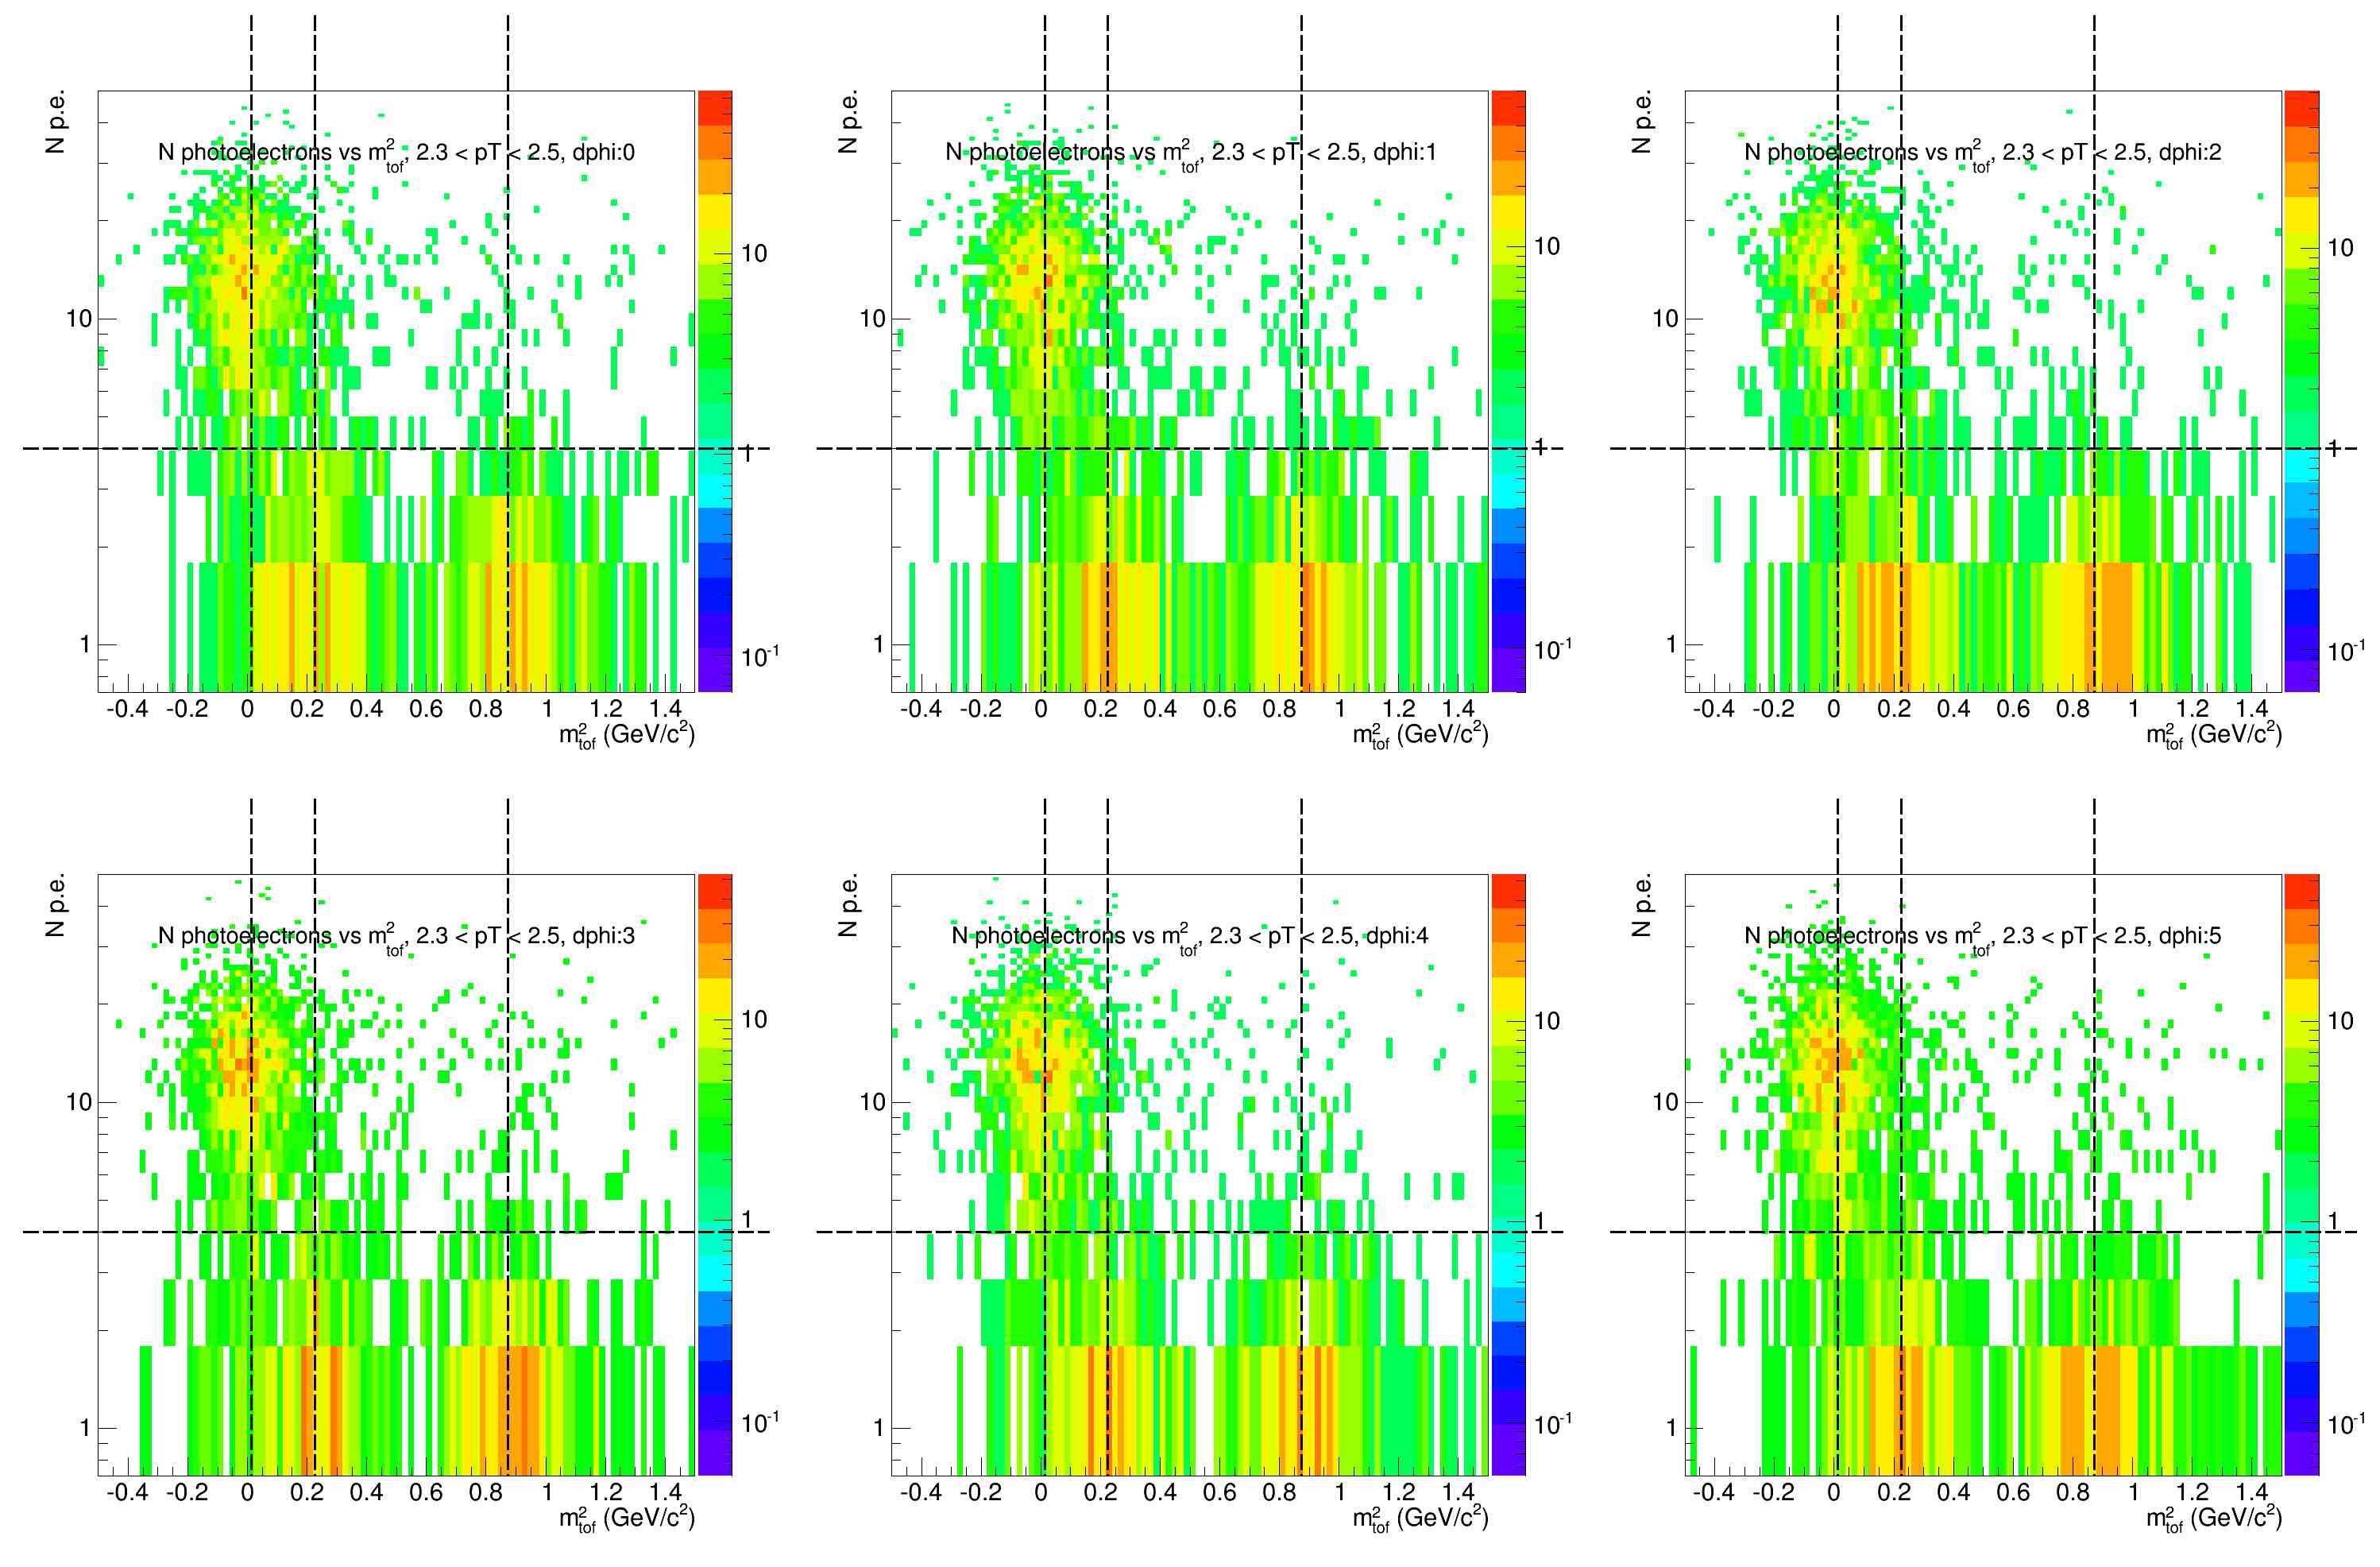 N p.e.
N photoelectrons vs m²tof, 2.3 < pT < 2.5, dphi:0
10
1
10
1
10-1
-0.4 -0.2 0 0.2 0.4 0.6 0.8 1 1.2 1.4
m²tof (GeV/c²)
N p.e.
N photoelectrons vs m²tof, 2.3 < pT < 2.5, dphi:1
10
1
10
1
10-1
-0.4 -0.2 0 0.2 0.4 0.6 0.8 1 1.2 1.4
m²tof (GeV/c²)
N p.e.
N photoelectrons vs m²tof, 2.3 < pT < 2.5, dphi:2
10
1
10
1
10-1
-0.4 -0.2 0 0.2 0.4 0.6 0.8 1 1.2 1.4
m²tof (GeV/c²)
N p.e.
N photoelectrons vs m²tof, 2.3 < pT < 2.5, dphi:3
10
1
10
1
10-1
-0.4 -0.2 0 0.2 0.4 0.6 0.8 1 1.2 1.4
m²tof (GeV/c²)
N p.e.
N photoelectrons vs m²tof, 2.3 < pT < 2.5, dphi:4
10
1
10
1
10-1
-0.4 -0.2 0 0.2 0.4 0.6 0.8 1 1.2 1.4
m²tof (GeV/c²)
N p.e.
N photoelectrons vs m²tof, 2.3 < pT < 2.5, dphi:5
10
1
10
1
10-1
-0.4 -0.2 0 0.2 0.4 0.6 0.8 1 1.2 1.4
m²tof (GeV/c²)